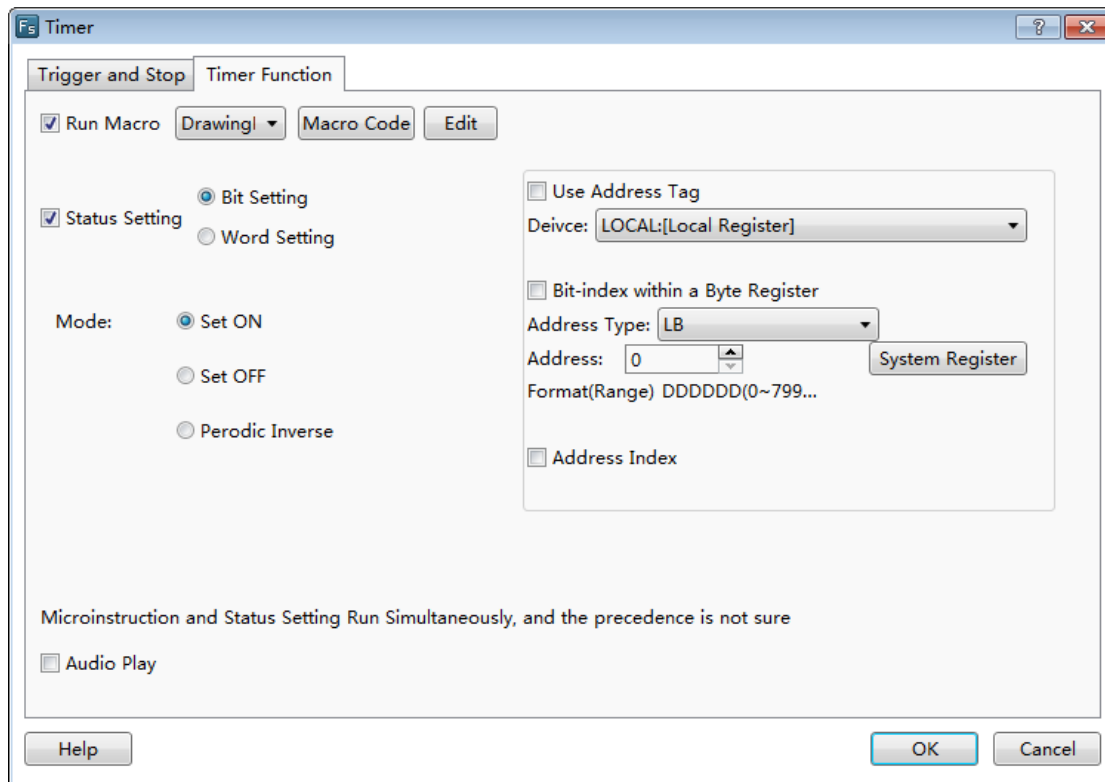 Fs Timer
Trigger and Stop Timer Function
Run Macro Drawing Macro Code Edit
Status Setting
Bit Setting
Word Setting
Use Address Tag
Deivce: LOCAL:[Local Register]
Mode:
Set ON
Set OFF
Perodic Inverse
Bit-index within a Byte Register
Address Type: LB
Address: 0 System Register
Format(Range) DDDDDD(0~799...
Address Index
Microinstruction and Status Setting Run Simultaneously, and the precedence is not sure
Audio Play
Help OK Cancel